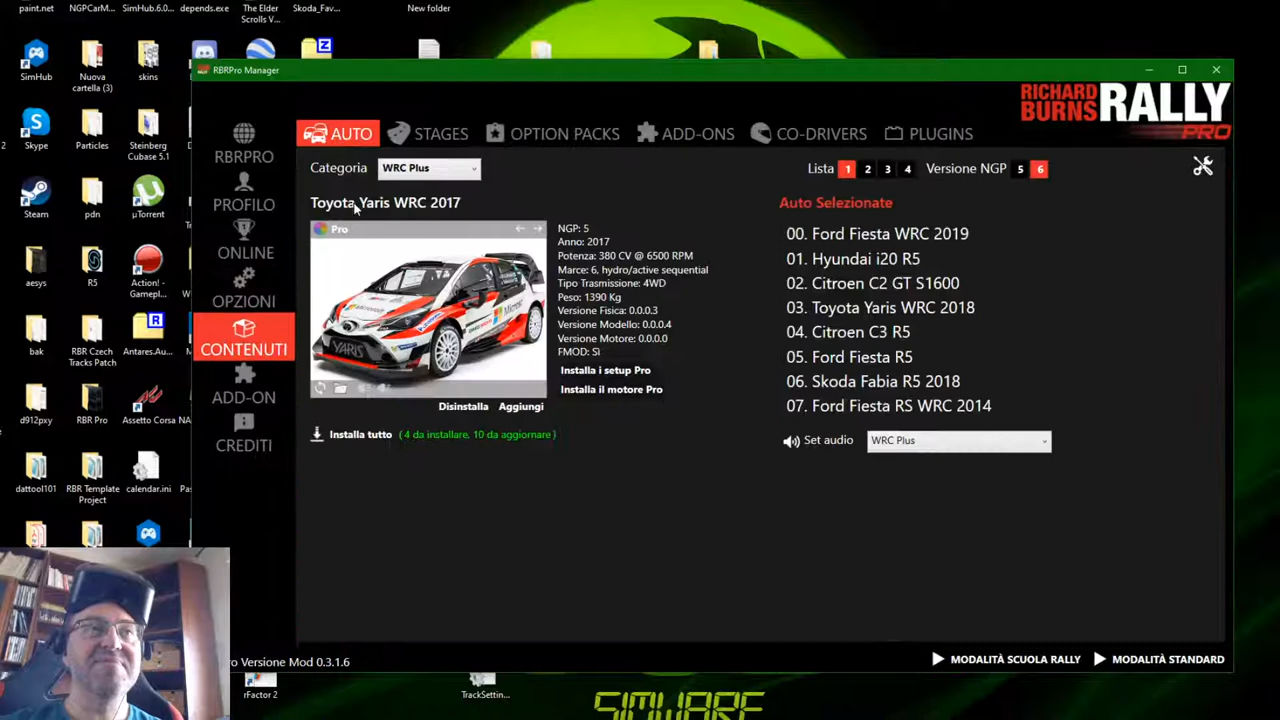 paint.net
NGPCarM...
SimHub.6.0...
depends.exe
The Elder
Scrolls V...
Skoda_Fav...
New folder
SimHub
Nuova
cartella (3)
skins
Skype
Particles
Steinberg
Cubase 5.1
Steam
pdn
µTorrent
aesys
R5
Action! -
Gamepl...
bak
RBR Czech
Tracks Patch
Antares.Au...
d912pxy
RBR Pro
Assetto Corsa
NA
dattool101
RBR Template
Project
calendar.ini
Pas
rFactor 2
TrackSettin...
SIMWARE
RBRPro Manager
RICHARD
BURNS
RALLY
PRO
RBRPRO
PROFILO
ONLINE
OPZIONI
CONTENUTI
ADD-ON
CREDITI
AUTO
STAGES
OPTION PACKS
ADD-ONS
CO-DRIVERS
PLUGINS
Categoria WRC Plus
Lista 1 2 3 4 Versione NGP 5 6
Toyota Yaris WRC 2017
Pro
YARIS
Microsoft
NGP: 5
Anno: 2017
Potenza: 380 CV @ 6500 RPM
Marce: 6, hydro/active sequential
Tipo Trasmissione: 4WD
Peso: 1390 Kg
Versione Fisica: 0.0.0.3
Versione Modello: 0.0.0.4
Versione Motore: 0.0.0.0
FMOD: Sì
Installa i setup Pro
Installa il motore Pro
Disinstalla Aggiungi
Installa tutto ( 4 da installare, 10 da aggiornare )
Auto Selezionate
00. Ford Fiesta WRC 2019
01. Hyundai i20 R5
02. Citroen C2 GT S1600
03. Toyota Yaris WRC 2018
04. Citroen C3 R5
05. Ford Fiesta R5
06. Skoda Fabia R5 2018
07. Ford Fiesta RS WRC 2014
Set audio WRC Plus
o Versione Mod 0.3.1.6
MODALITÀ SCUOLA RALLY
MODALITÀ STANDARD